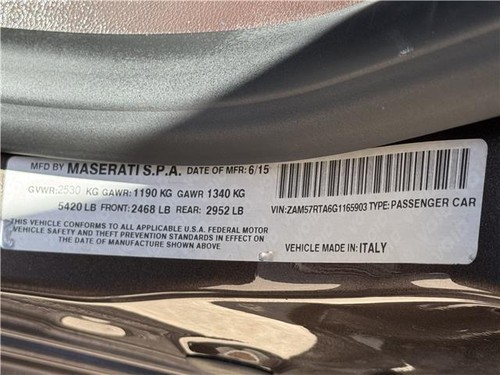 MFD BY MASERATI S.P.A. DATE OF MFR: 6/15
GVWR: 2530 KG GAWR: 1190 KG GAWR 1340 KG
5420 LB FRONT: 2468 LB REAR: 2952 LB
THIS VEHICLE CONFORMS TO ALL APPLICABLE U.S.A. FEDERAL MOTOR
VEHICLE SAFETY AND THEFT PREVENTION STANDARDS IN EFFECT ON
THE DATE OF MANUFACTURE SHOWN ABOVE
VIN: ZAM57RTA6G1165903 TYPE: PASSENGER CAR
VEHICLE MADE IN: ITALY